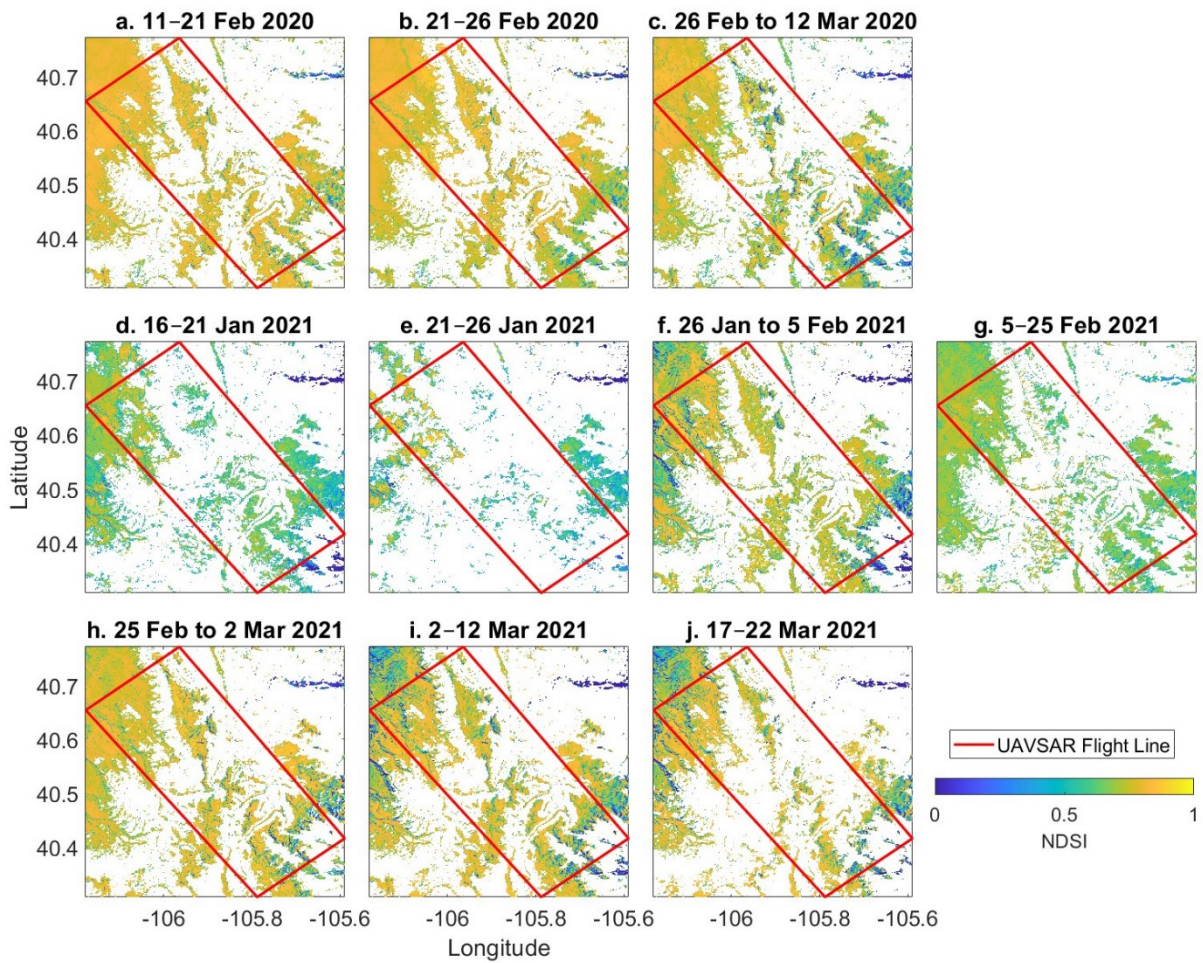 a. 11–21 Feb 2020
b. 21–26 Feb 2020
c. 26 Feb to 12 Mar 2020
40.7
40.6
40.5
40.4
d. 16–21 Jan 2021
e. 21–26 Jan 2021
f. 26 Jan to 5 Feb 2021
g. 5–25 Feb 2021
40.7
40.6
40.5
40.4
Latitude
h. 25 Feb to 2 Mar 2021
i. 2–12 Mar 2021
j. 17–22 Mar 2021
40.7
40.6
40.5
40.4
UAVSAR Flight Line
0 0.5 1
NDSI
-106 -105.8 -105.6
-106 -105.8 -105.6
-106 -105.8 -105.6
Longitude